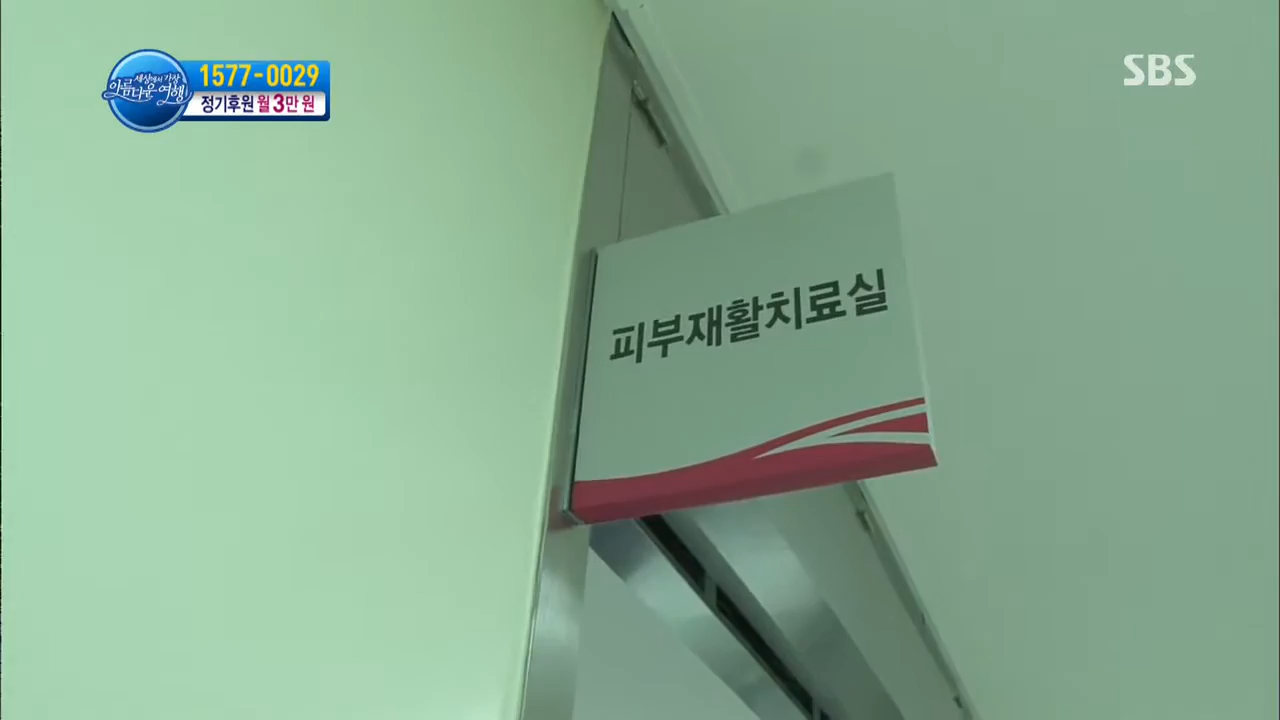 세상에서 가장
아름다운 여행
1577-0029
정기후원 월 3만 원
SBS
피부재활치료실